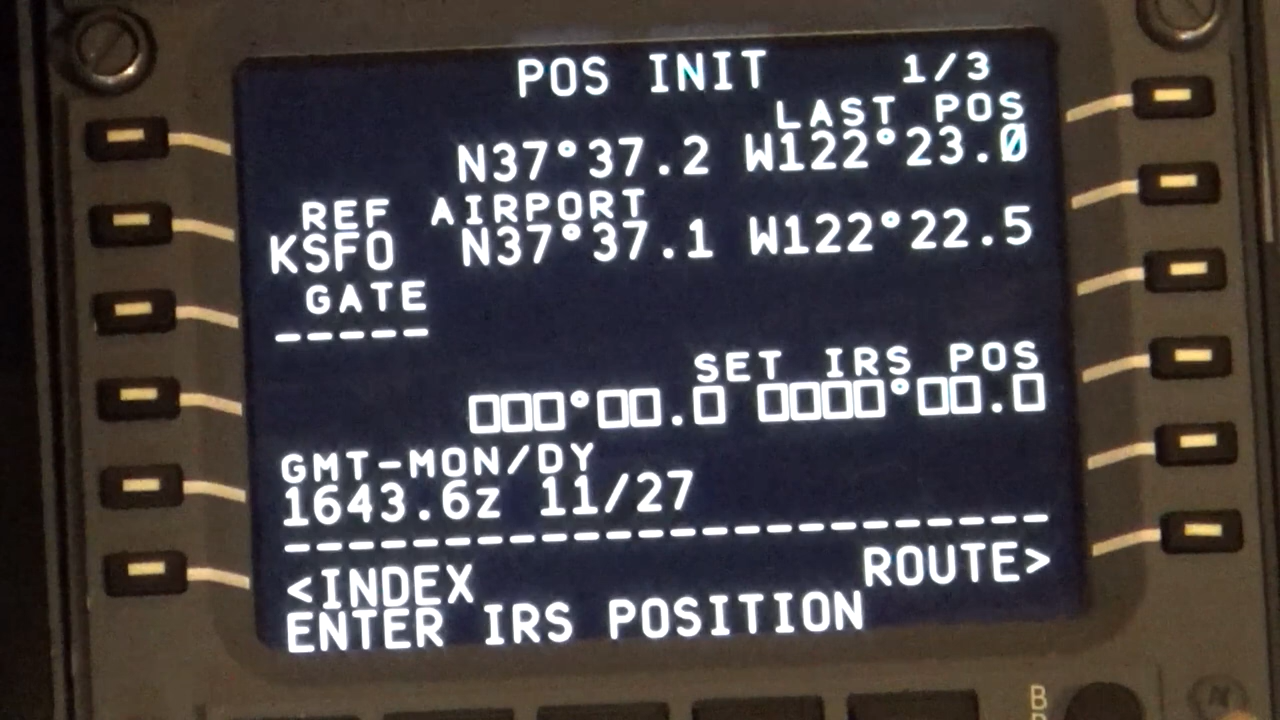 POS INIT 1/3
LAST POS
N37°37.2 W122°23.0
REF AIRPORT
KSFO N37°37.1 W122°22.5
GATE
-----
SET IRS POS
□□□°□□.□ □□□□°□□.□
GMT-MON/DY
1643.6z 11/27
------------------------------------
<INDEX ROUTE>
ENTER IRS POSITION
B